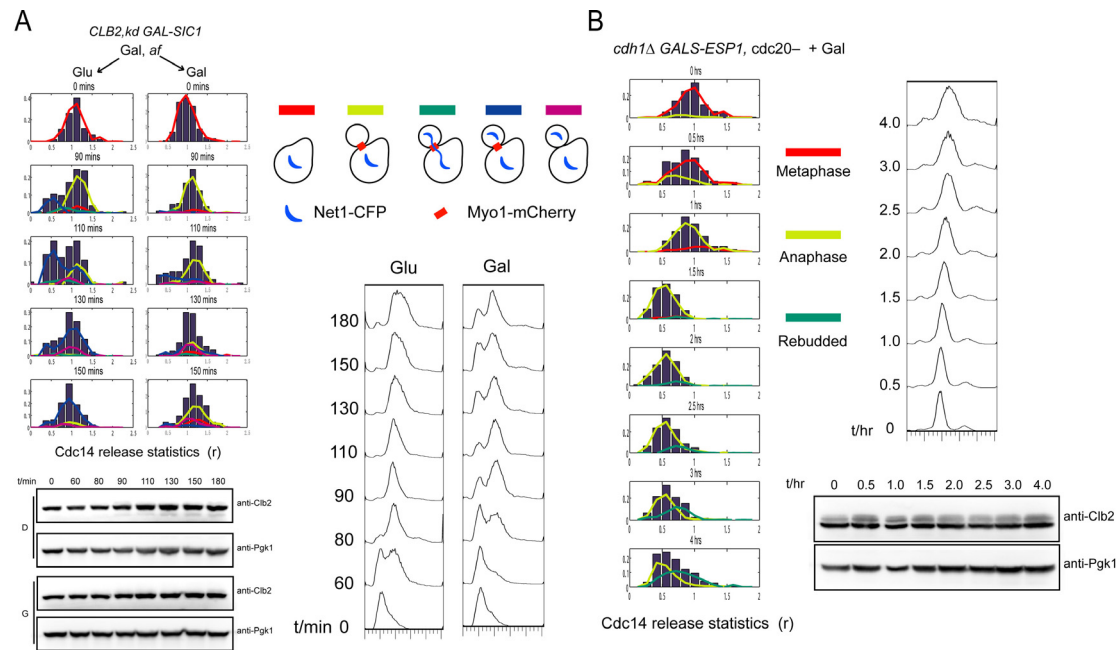 A
CLB2,kd GAL-SIC1
Gal, af
Glu
Gal
0 mins
0 mins
90 mins
90 mins
110 mins
110 mins
130 mins
130 mins
150 mins
150 mins
Cdc14 release statistics (r)
Net1-CFP
Myo1-mCherry
Glu
Gal
180
150
130
110
90
80
60
t/min 0
t/min 0 60 80 90 110 130 150 180
D
anti-Clb2
anti-Pgk1
G
anti-Clb2
anti-Pgk1
B
cdh1Δ GALS-ESP1, cdc20– + Gal
0 hrs
0.5 hrs
1 hrs
1.5 hrs
2 hrs
2.5 hrs
3 hrs
4 hrs
Cdc14 release statistics (r)
Metaphase
Anaphase
Rebudded
4.0
3.0
2.5
2.0
1.5
1.0
0.5
t/hr 0
t/hr 0 0.5 1.0 1.5 2.0 2.5 3.0 4.0
anti-Clb2
anti-Pgk1